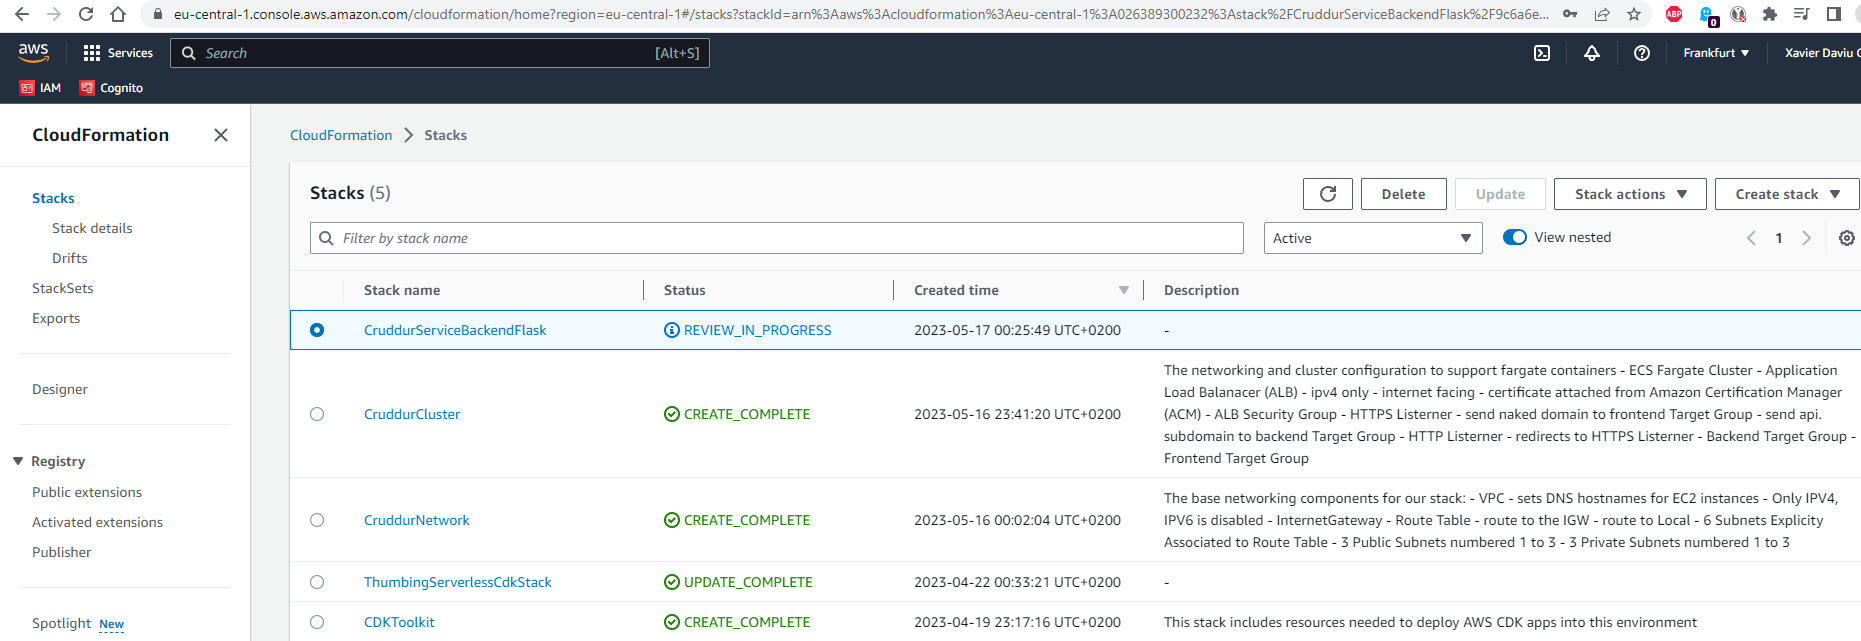 eu-central-1.console.aws.amazon.com/cloudformation/home?region=eu-central-1#/stacks?stackId=arn%3Aaws%3Acloudformation%3Aeu-central-1%3A026389300232%3Astack%2FCruddurServiceBackendFlask%2F9c6a6e...
ABP
0
aws
Services
Search
[Alt+S]
Frankfurt
Xavier Daviu
IAM
Cognito
CloudFormation
Stacks
Stack details
Drifts
StackSets
Exports
Designer
Registry
Public extensions
Activated extensions
Publisher
Spotlight New
CloudFormation > Stacks
Stacks (5)
Delete
Update
Stack actions
Create stack
Filter by stack name
Active
View nested
1
Stack name Status Created time Description
CruddurServiceBackendFlask REVIEW_IN_PROGRESS 2023-05-17 00:25:49 UTC+0200 -
The networking and cluster configuration to support fargate containers - ECS Fargate Cluster - Application
Load Balanacer (ALB) - ipv4 only - internet facing - certificate attached from Amazon Certification Manager
CruddurCluster CREATE_COMPLETE 2023-05-16 23:41:20 UTC+0200 (ACM) - ALB Security Group - HTTPS Listerner - send naked domain to frontend Target Group - send api.
subdomain to backend Target Group - HTTP Listerner - redirects to HTTPS Listerner - Backend Target Group -
Frontend Target Group
The base networking components for our stack: - VPC - sets DNS hostnames for EC2 instances - Only IPV4,
CruddurNetwork CREATE_COMPLETE 2023-05-16 00:02:04 UTC+0200 IPV6 is disabled - InternetGateway - Route Table - route to the IGW - route to Local - 6 Subnets Explicity
Associated to Route Table - 3 Public Subnets numbered 1 to 3 - 3 Private Subnets numbered 1 to 3
ThumbingServerlessCdkStack UPDATE_COMPLETE 2023-04-22 00:33:21 UTC+0200 -
CDKToolkit CREATE_COMPLETE 2023-04-19 23:17:16 UTC+0200 This stack includes resources needed to deploy AWS CDK apps into this environment